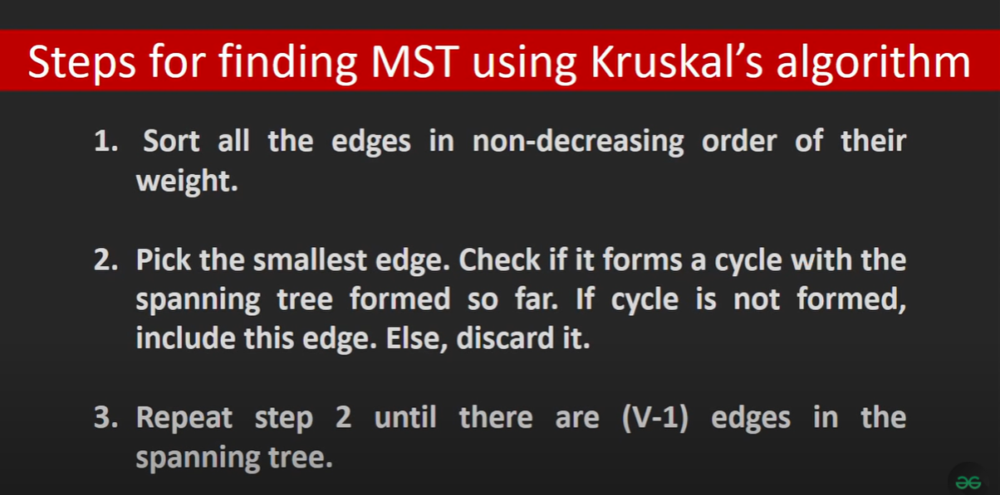 Steps for finding MST using Kruskal’s algorithm
1. Sort all the edges in non-decreasing order of their
weight.
2. Pick the smallest edge. Check if it forms a cycle with the
spanning tree formed so far. If cycle is not formed,
include this edge. Else, discard it.
3. Repeat step 2 until there are (V-1) edges in the
spanning tree.